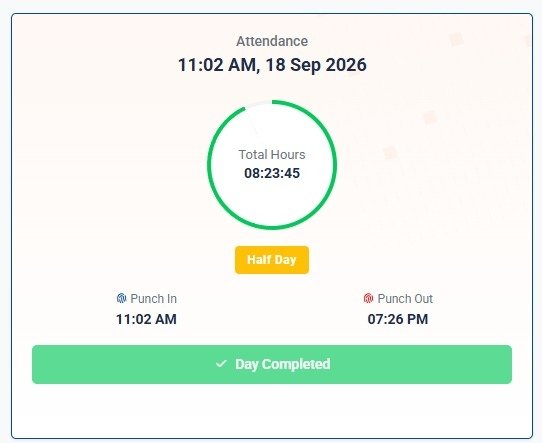 Attendance
11:02 AM, 18 Sep 2026
Total Hours
08:23:45
Half Day
Punch In
Punch Out
11:02 AM
07:26 PM
Day Completed